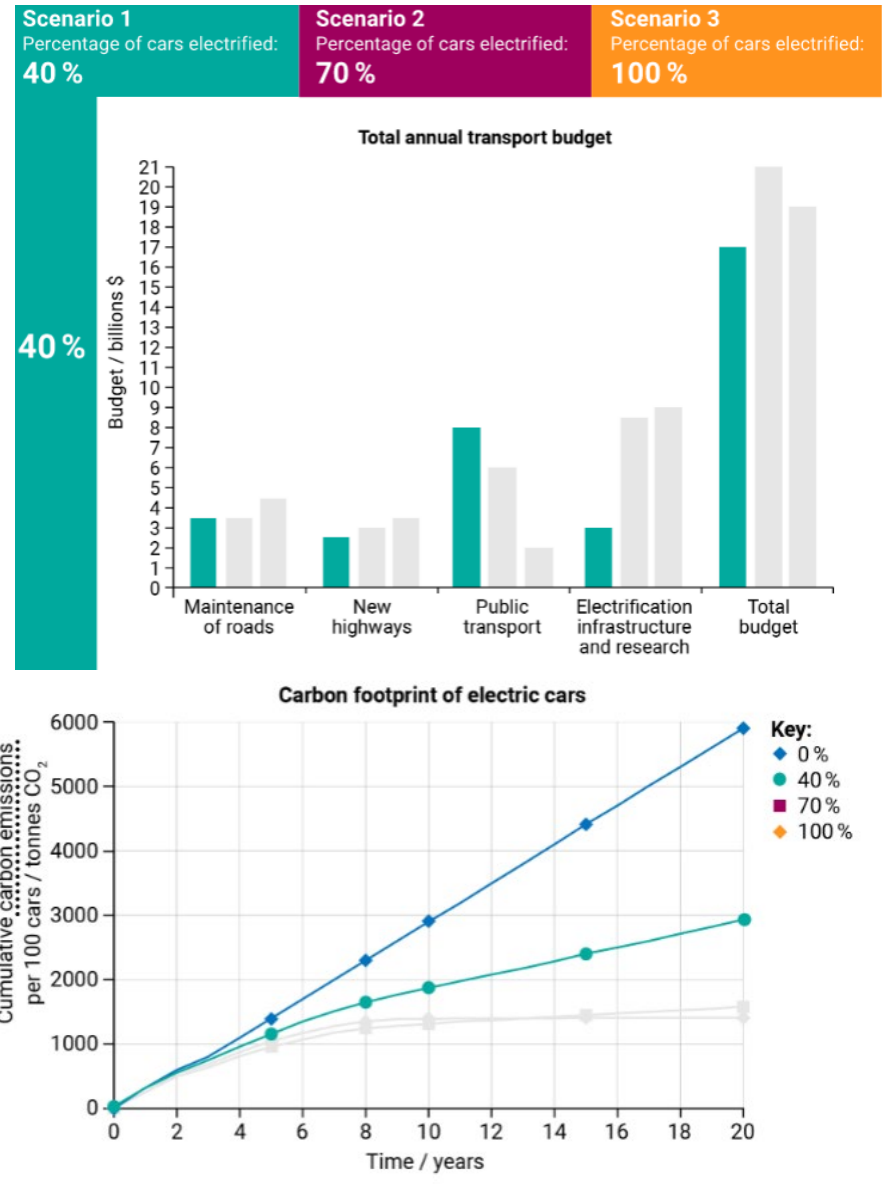 Scenario 1
Percentage of cars electrified:
40 %
Scenario 2
Percentage of cars electrified:
70 %
Scenario 3
Percentage of cars electrified:
100 %
40 %
Total annual transport budget
Budget / billions $
21
20
19
18
17
16
15
14
13
12
11
10
9
8
7
6
5
4
3
2
1
0
Maintenance
of roads
New
highways
Public
transport
Electrification
infrastructure
and research
Total
budget
Carbon footprint of electric cars
Cumulative carbon emissions
per 100 cars / tonnes CO₂
6000
5000
4000
3000
2000
1000
0
0 2 4 6 8 10 12 14 16 18 20
Time / years
Key:
0 %
40 %
70 %
100 %